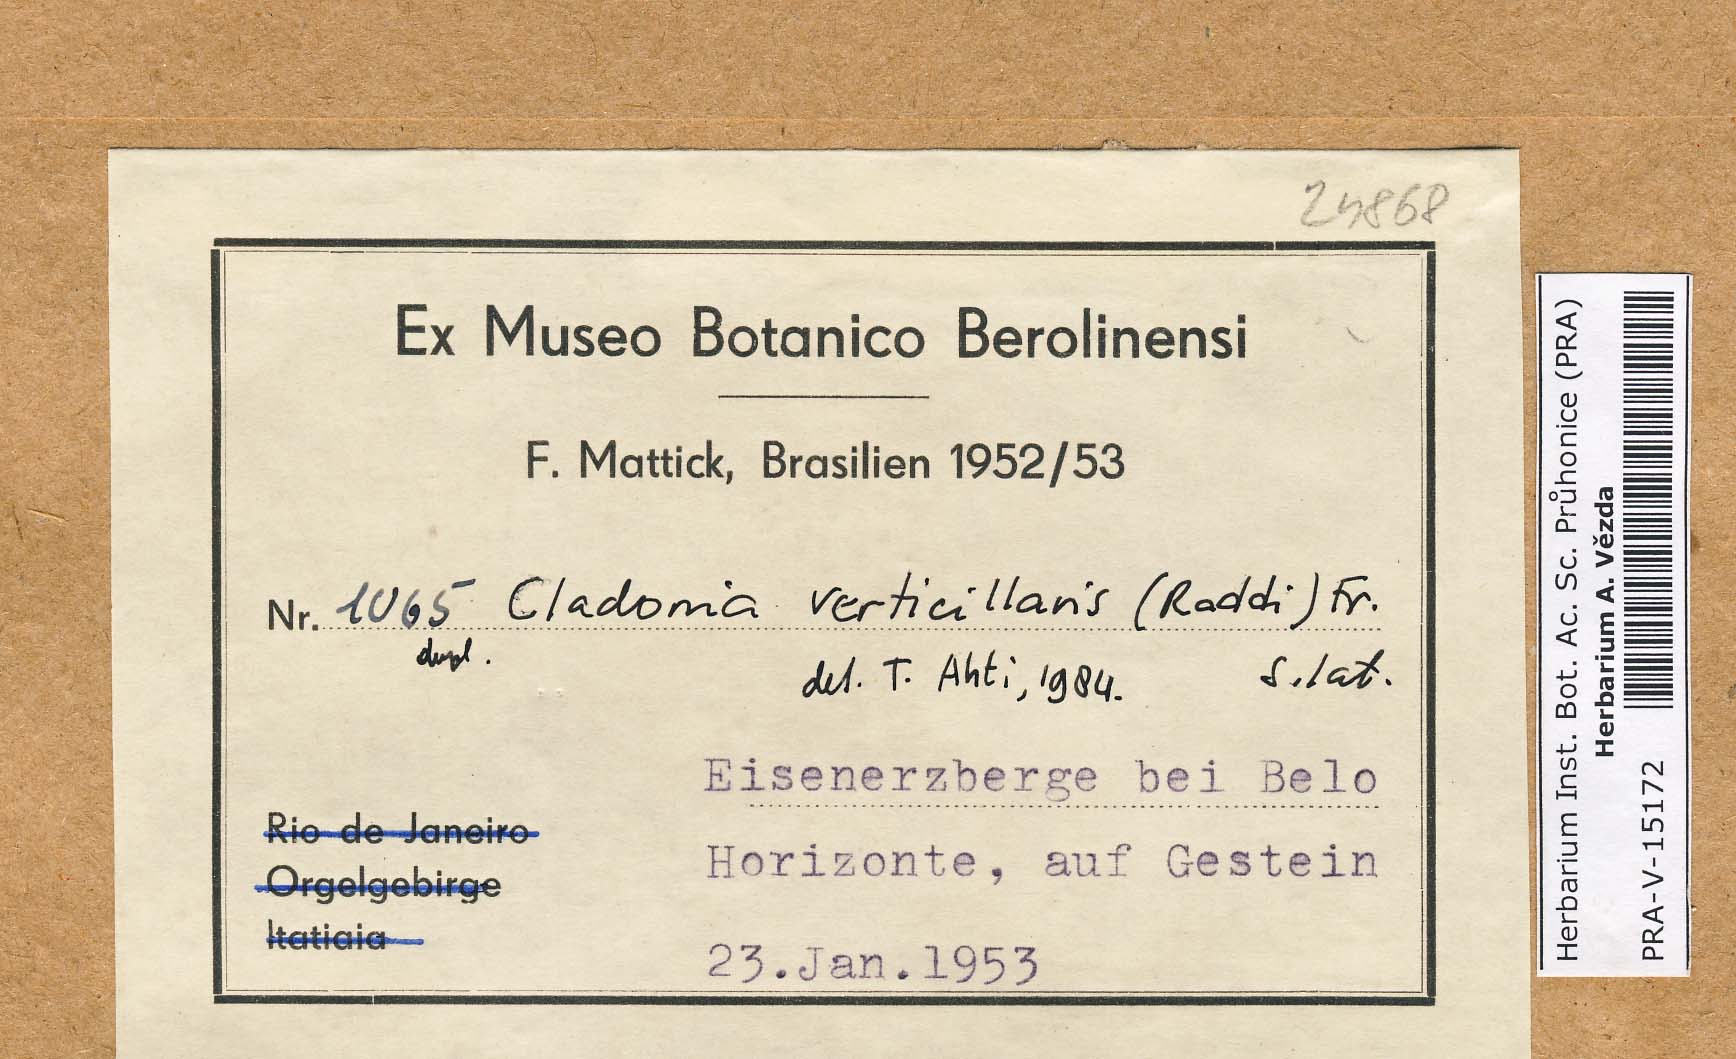 24868
Ex Museo Botanico Berolinensi
F. Mattick, Brasilien 1952/53
Nr. 1065 Cladonia verticillaris (Raddi) Fr.
dupl. det. T. Ahti, 1984. s. lat.
Eisenerzberge bei Belo
Rio de Janeiro
Horizonte, auf Gestein
Orgelgebirge
Itatiaia
23.Jan.1953
Herbarium Inst. Bot. Ac. Sc. Průhonice (PRA)
Herbarium A. Vězda
PRA-V-15172